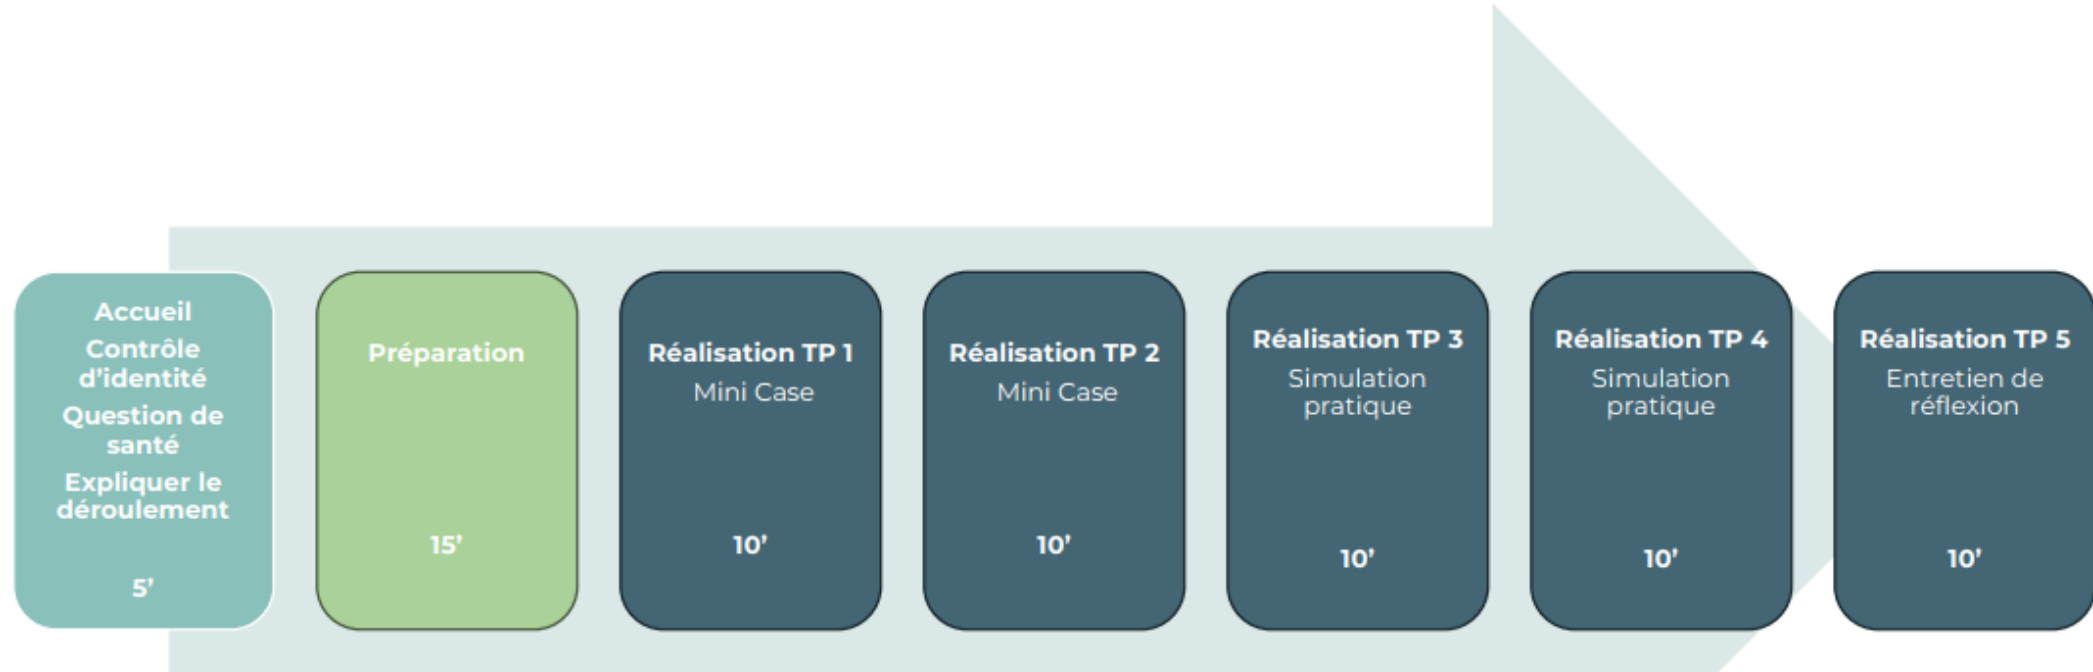 Accueil
Contrôle
d'identité
Question de
santé
Expliquer le
déroulement
5’
Préparation
15’
Réalisation TP 1
Mini Case
10’
Réalisation TP 2
Mini Case
10’
Réalisation TP 3
Simulation
pratique
10’
Réalisation TP 4
Simulation
pratique
10’
Réalisation TP 5
Entretien de
réflexion
10’